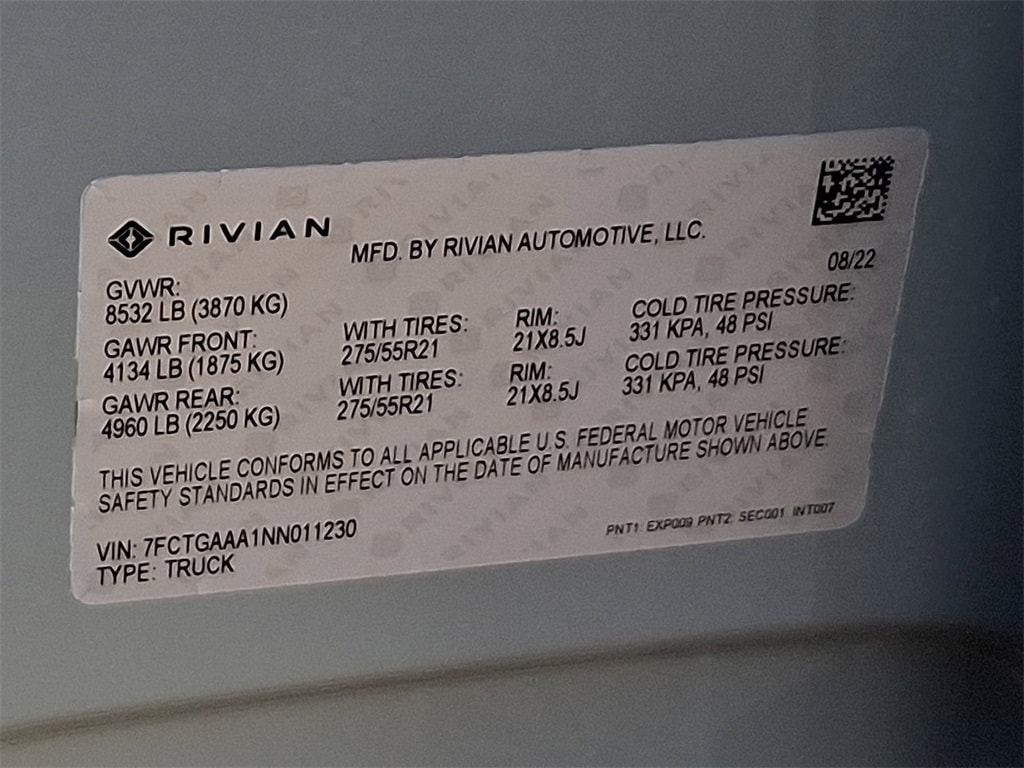 RIVIAN
MFD. BY RIVIAN AUTOMOTIVE, LLC.
08/22
GVWR:
8532 LB (3870 KG)
GAWR FRONT: WITH TIRES: RIM: COLD TIRE PRESSURE:
4134 LB (1875 KG) 275/55R21 21X8.5J 331 KPA, 48 PSI
GAWR REAR: WITH TIRES: RIM: COLD TIRE PRESSURE:
4960 LB (2250 KG) 275/55R21 21X8.5J 331 KPA, 48 PSI
THIS VEHICLE CONFORMS TO ALL APPLICABLE U.S. FEDERAL MOTOR VEHICLE
SAFETY STANDARDS IN EFFECT ON THE DATE OF MANUFACTURE SHOWN ABOVE.
VIN: 7FCTGAAA1NN011230
TYPE: TRUCK
PNT1: EXP009 PNT2: SEC001 INT007